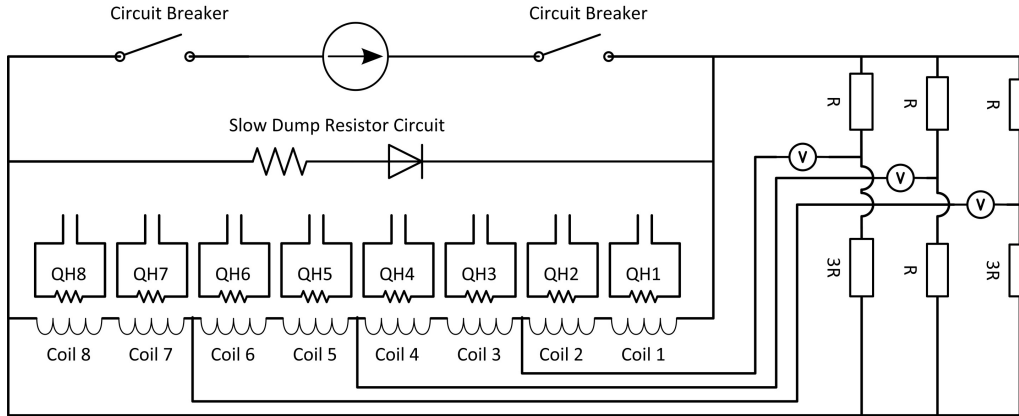 Circuit Breaker
Circuit Breaker
Slow Dump Resistor Circuit
R
R
R
V
V
V
QH8
QH7
QH6
QH5
QH4
QH3
QH2
QH1
3R
R
3R
Coil 8
Coil 7
Coil 6
Coil 5
Coil 4
Coil 3
Coil 2
Coil 1